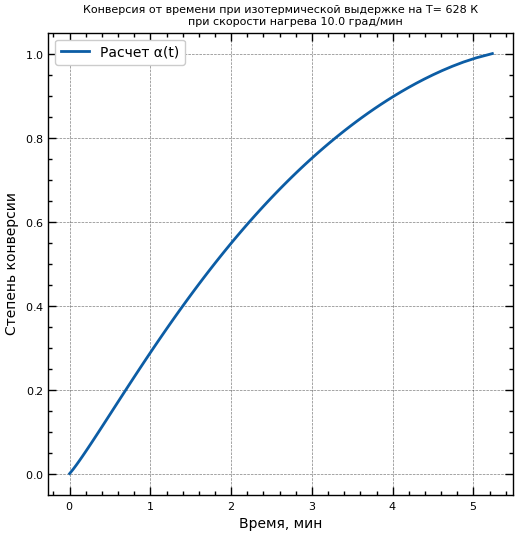 Конверсия от времени при изотермической выдержке на T= 628 K
при скорости нагрева 10.0 град/мин
Расчет α(t)
Степень конверсии
1.0
0.8
0.6
0.4
0.2
0.0
0 1 2 3 4 5
Время, мин